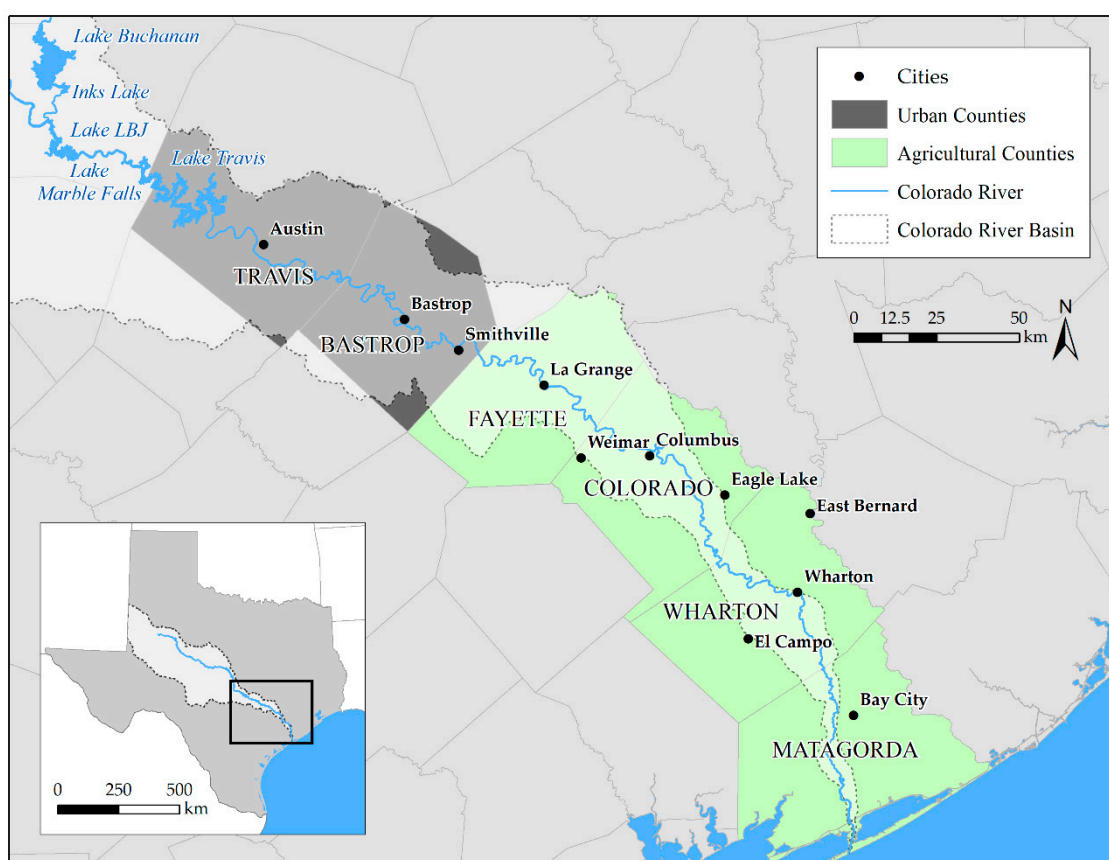 Lake Buchanan
Inks Lake
Lake LBJ
Lake Travis
Lake
Marble Falls
Austin
TRAVIS
Bastrop
BASTROP
Smithville
La Grange
FAYETTE
Weimar
Columbus
COLORADO
Eagle Lake
East Bernard
Wharton
WHARTON
El Campo
Bay City
MATAGORDA
Cities
Urban Counties
Agricultural Counties
Colorado River
Colorado River Basin
N
0 12.5 25 50
km
0 250 500
km